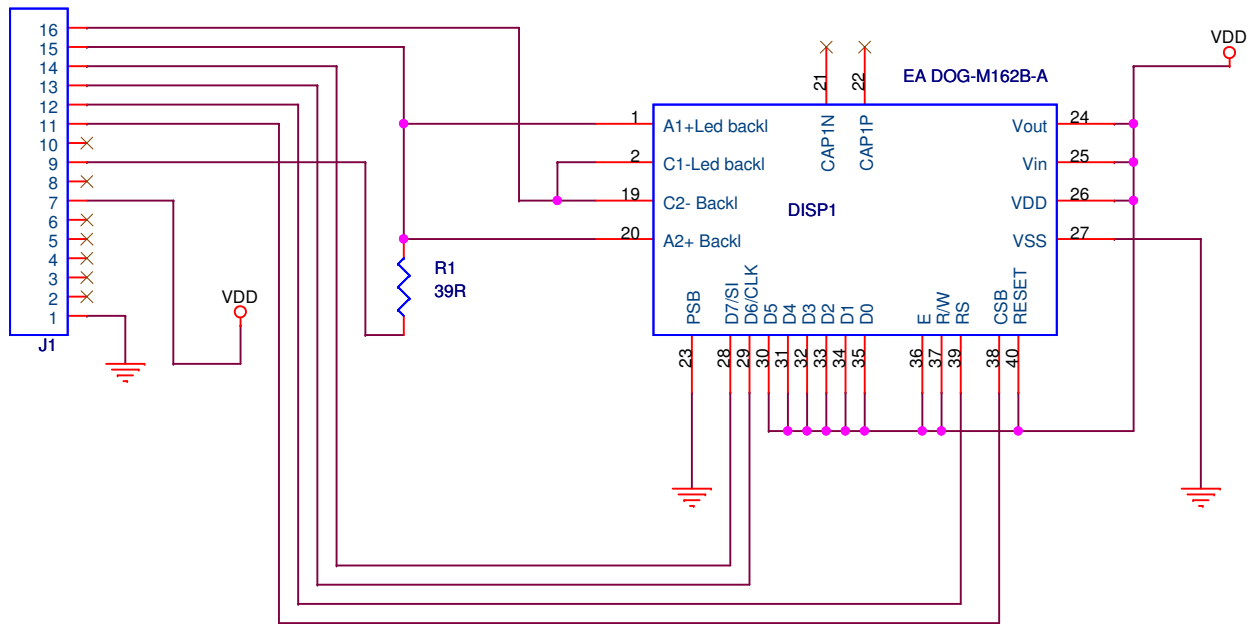 16
15
14
13
12
11
10
9
8
7
6
5
4
3
2
1
J1
VDD
R1
39R
EA DOG-M162B-A
VDD
21
22
CAP1N
CAP1P
1
A1+Led backl
2
C1-Led backl
19
C2- Backl
20
A2+ Backl
DISP1
Vout
24
Vin
25
VDD
26
VSS
27
PSB
D7/SI
D6/CLK
D5
D4
D3
D2
D1
D0
E
R/W
RS
CSB
RESET
23
28
29
30
31
32
33
34
35
36
37
39
38
40